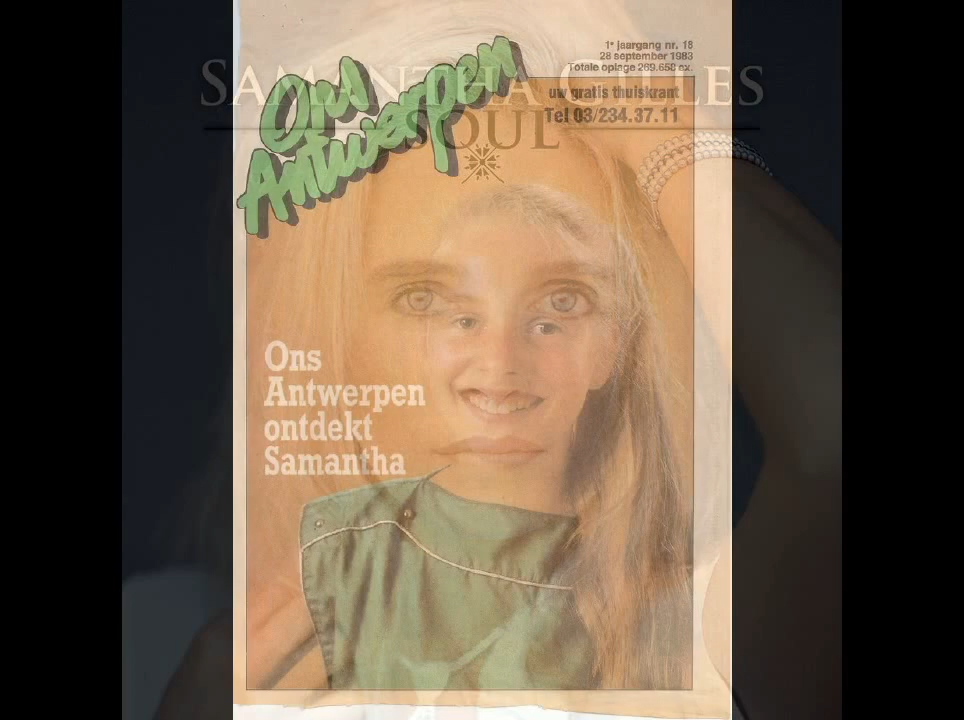 1e jaargang nr. 18
28 september 1983
Totale oplage 269.658 ex.
SAMANTHA GILLES
Ons
Antwerpen
uw gratis thuiskrant
Tel 03/234.37.11
SOUL
Ons
Antwerpen
ontdekt
Samantha